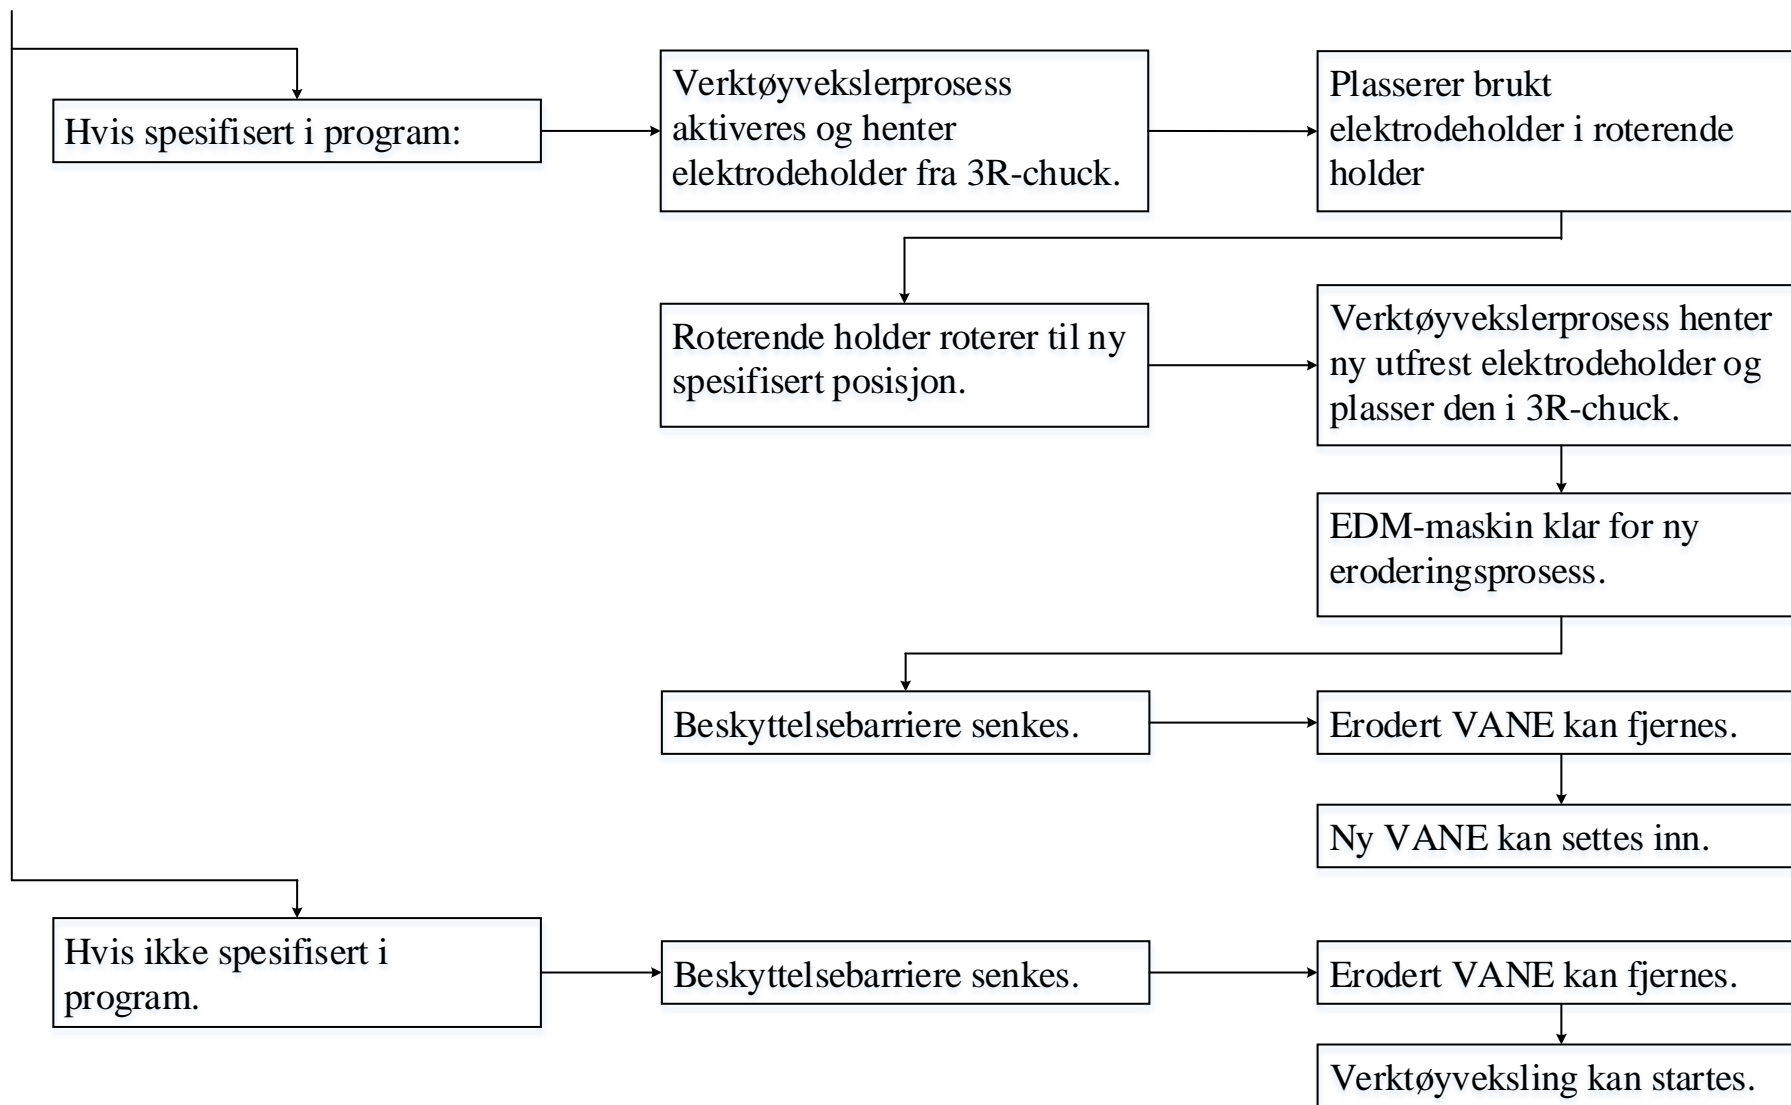 Hvis spesifisert i program:
Verktøyvekslerprosess
aktiveres og henter
elektrodeholder fra 3R-chuck.
Plasserer brukt
elektrodeholder i roterende
holder
Roterende holder roterer til ny
spesifisert posisjon.
Verktøyvekslerprosess henter
ny utfrest elektrodeholder og
plasser den i 3R-chuck.
EDM-maskin klar for ny
eroderingsprosess.
Beskyttelsebarriere senkes.
Erodert VANE kan fjernes.
Ny VANE kan settes inn.
Hvis ikke spesifisert i
program.
Beskyttelsebarriere senkes.
Erodert VANE kan fjernes.
Verktøyveksling kan startes.